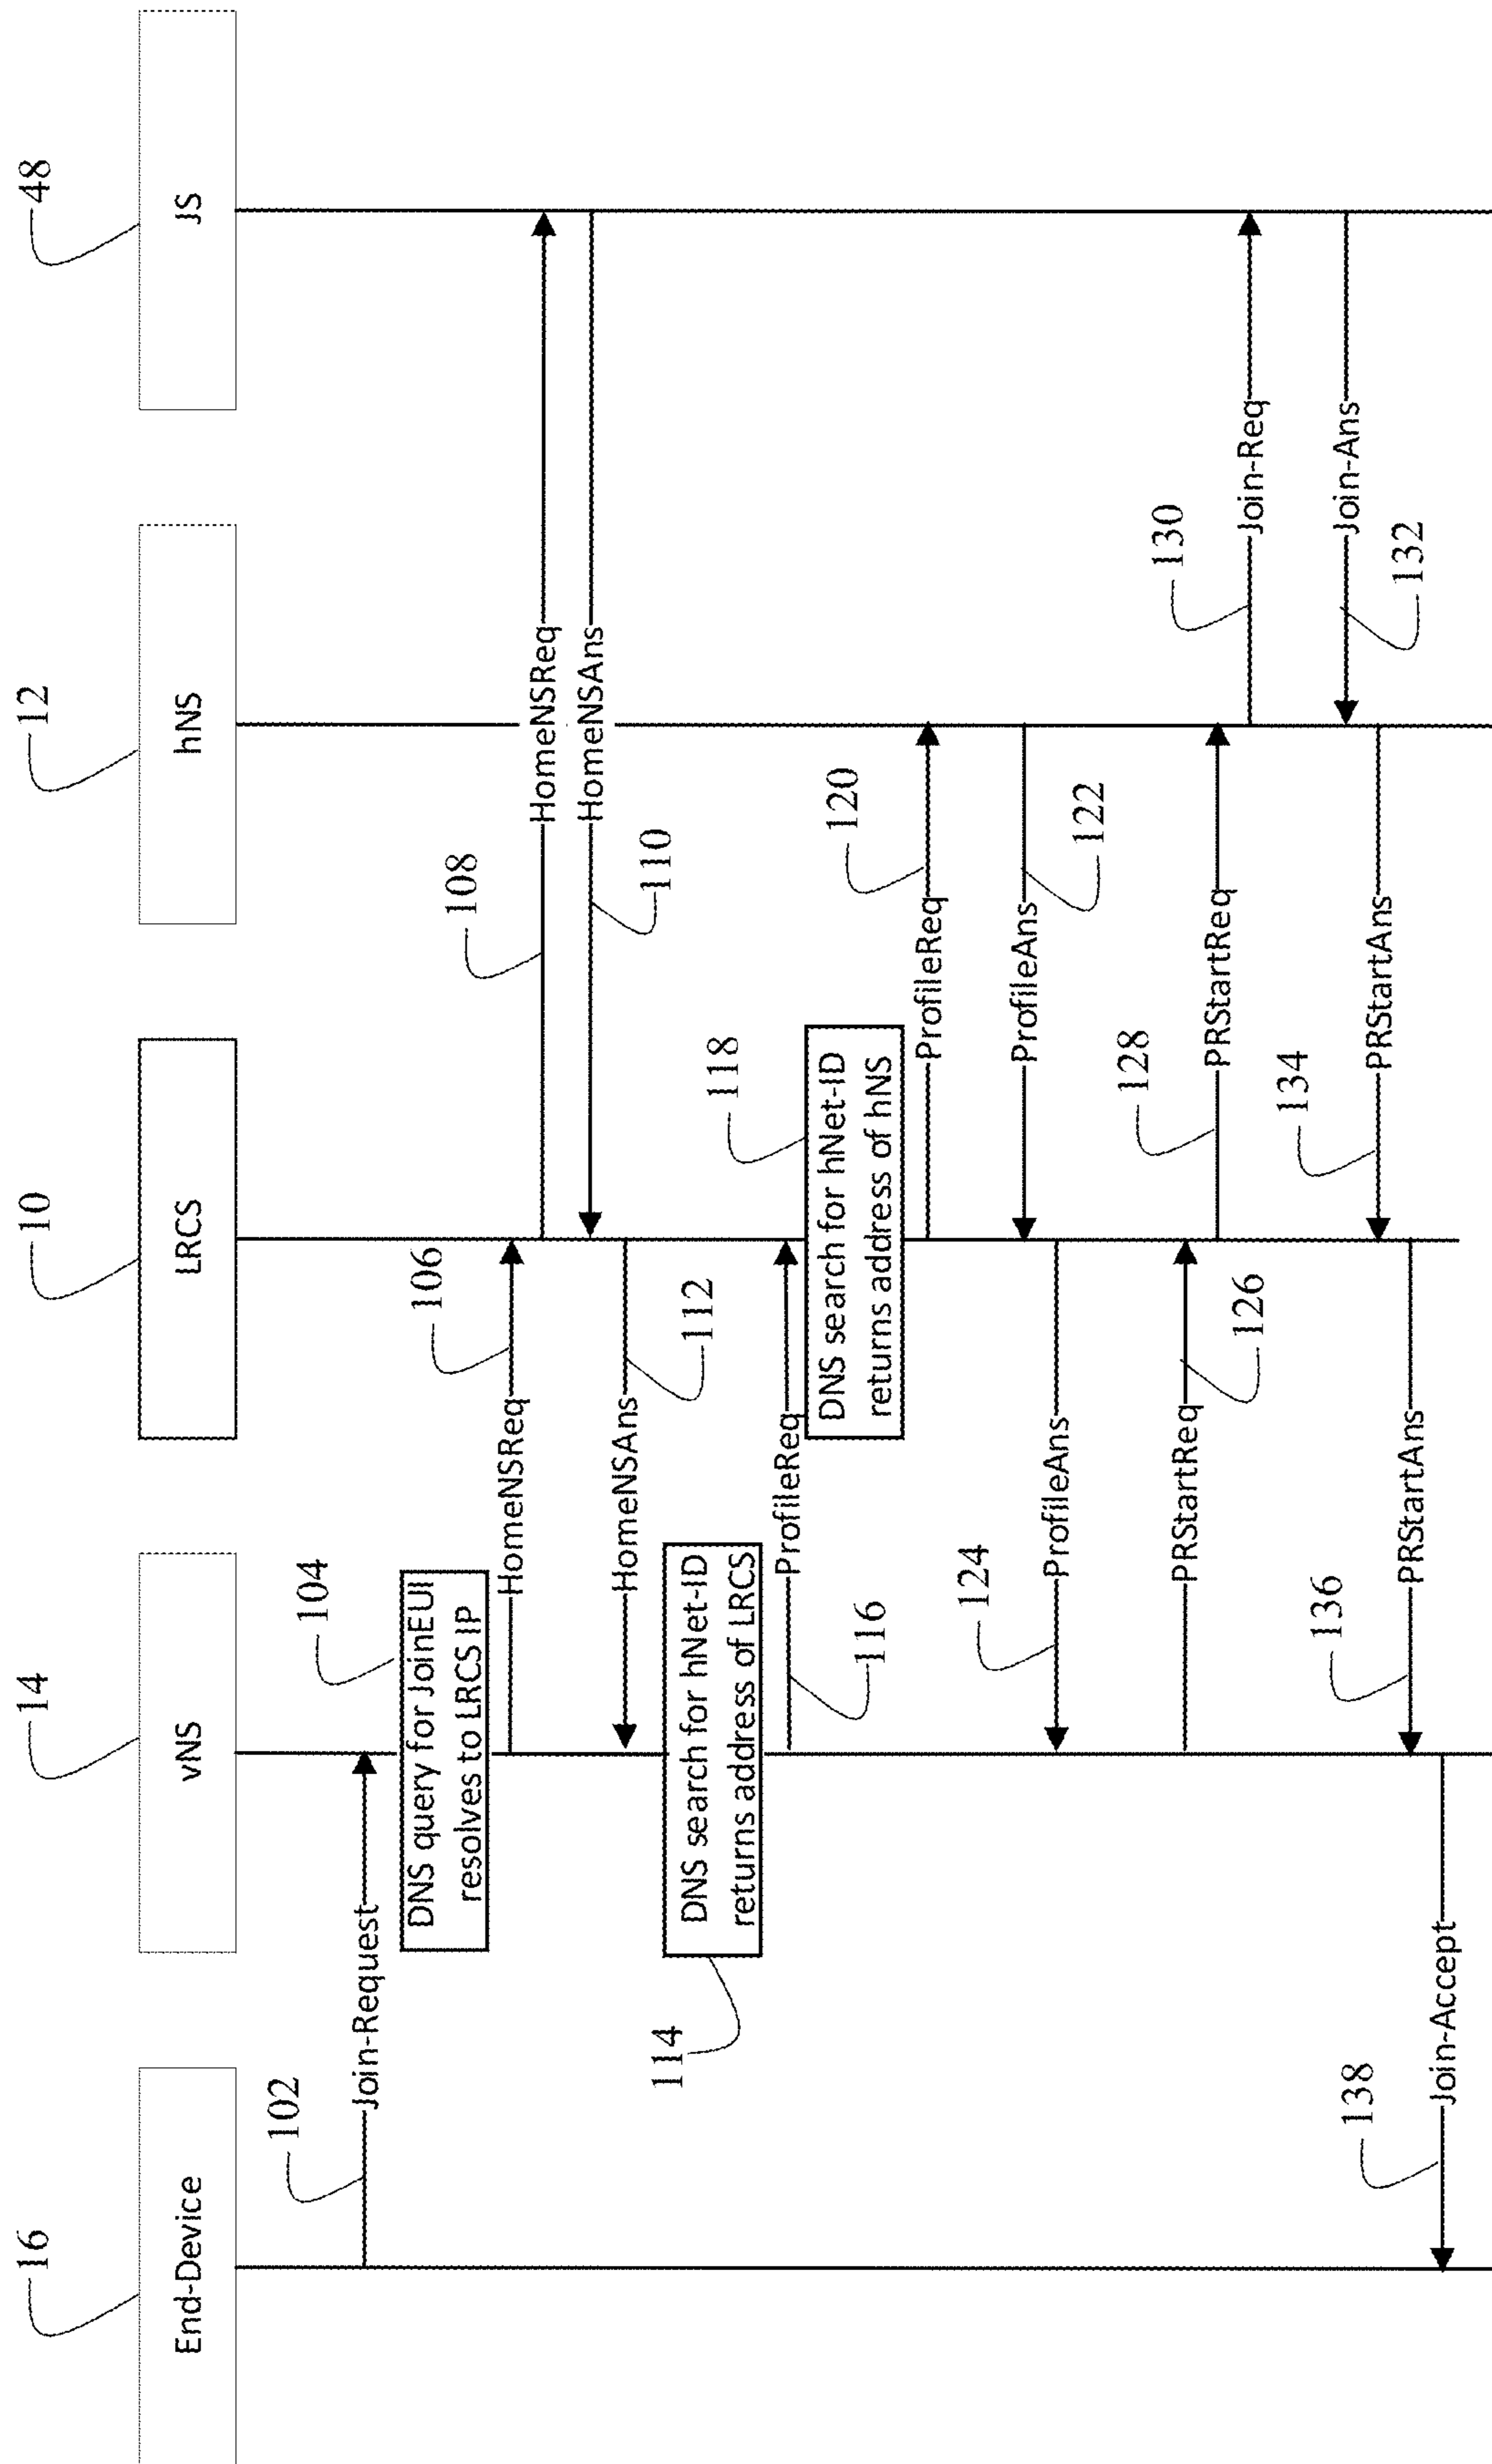 16
14
10
12
48
End-Device
vNS
LRCS
hNS
JS
102
Join-Request
104
DNS query for JoinEUI
resolves to LRCS IP
106
HomeNSReq
108
HomeNSReq
HomeNSAns
110
HomeNSAns
112
114
DNS search for hNet-ID
returns address of LRCS
ProfileReq
116
118
DNS search for hNet-ID
returns address of hNS
120
ProfileReq
ProfileAns
122
124
ProfileAns
PRStartReq
126
128
PRStartReq
130
Join-Req
Join-Ans
132
134
PRStartAns
136
PRStartAns
138
Join-Accept